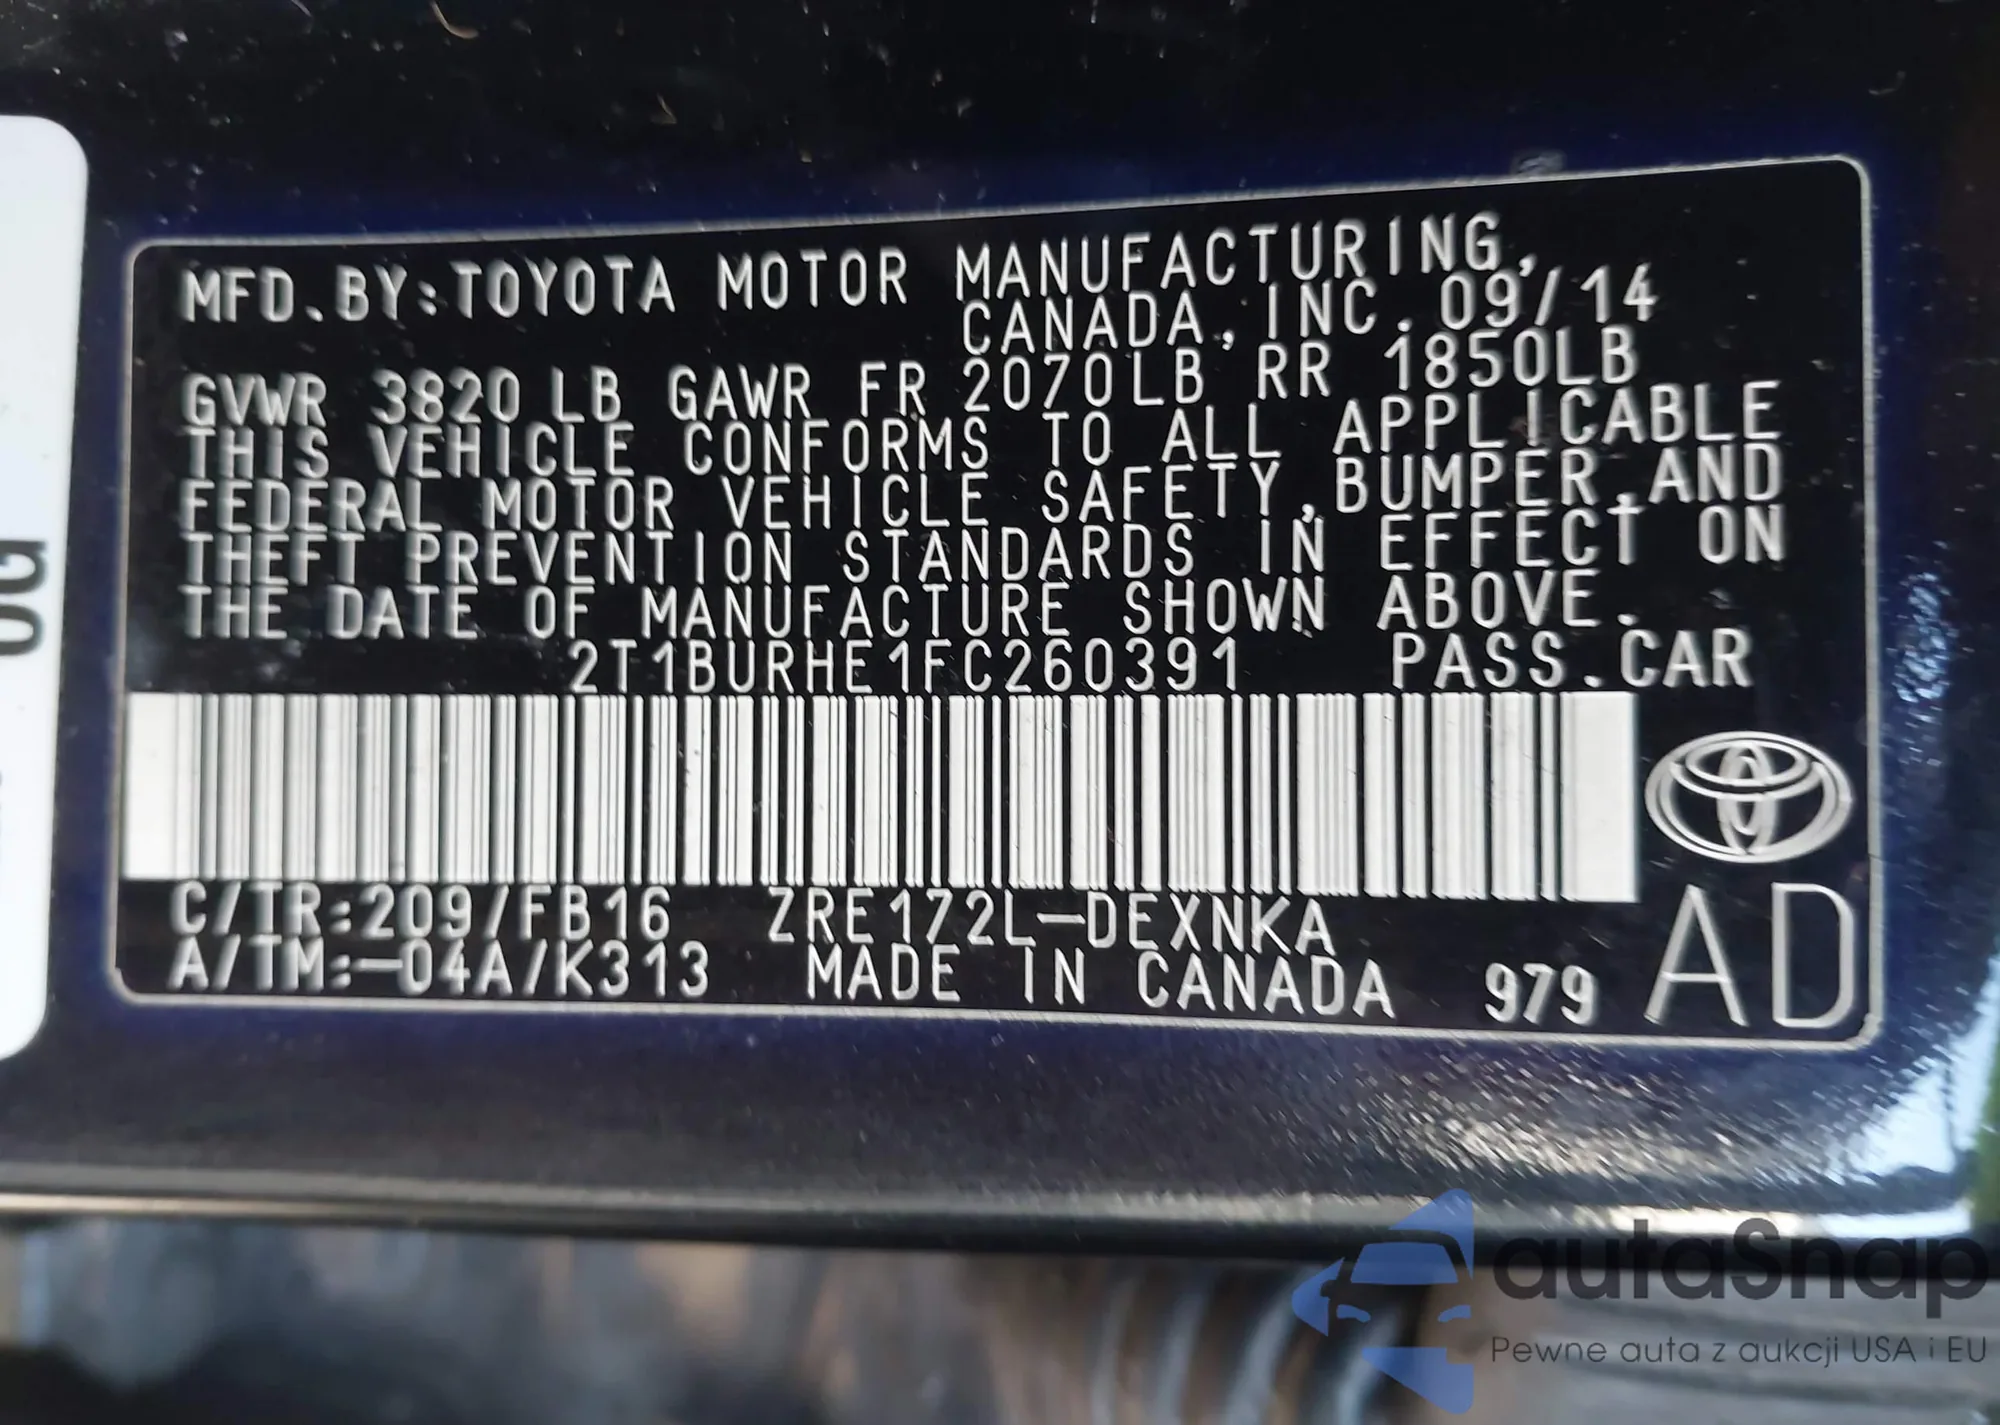 MFD.BY:TOYOTA MOTOR MANUFACTURING,
CANADA,INC. 09/14
GVWR 3820LB GAWR FR 2070LB RR 1850LB
THIS VEHICLE CONFORMS TO ALL APPLICABLE
FEDERAL MOTOR VEHICLE SAFETY,BUMPER,AND
THEFT PREVENTION STANDARDS IN EFFECT ON
THE DATE OF MANUFACTURE SHOWN ABOVE.
2T1BURHE1FC260391 PASS.CAR
C/TR:209/FB16 ZRE172L-DEXNKA
A/TM:-04A/K313 MADE IN CANADA 979 AD
autaSnap
Pewne auta z aukcji USA i EU